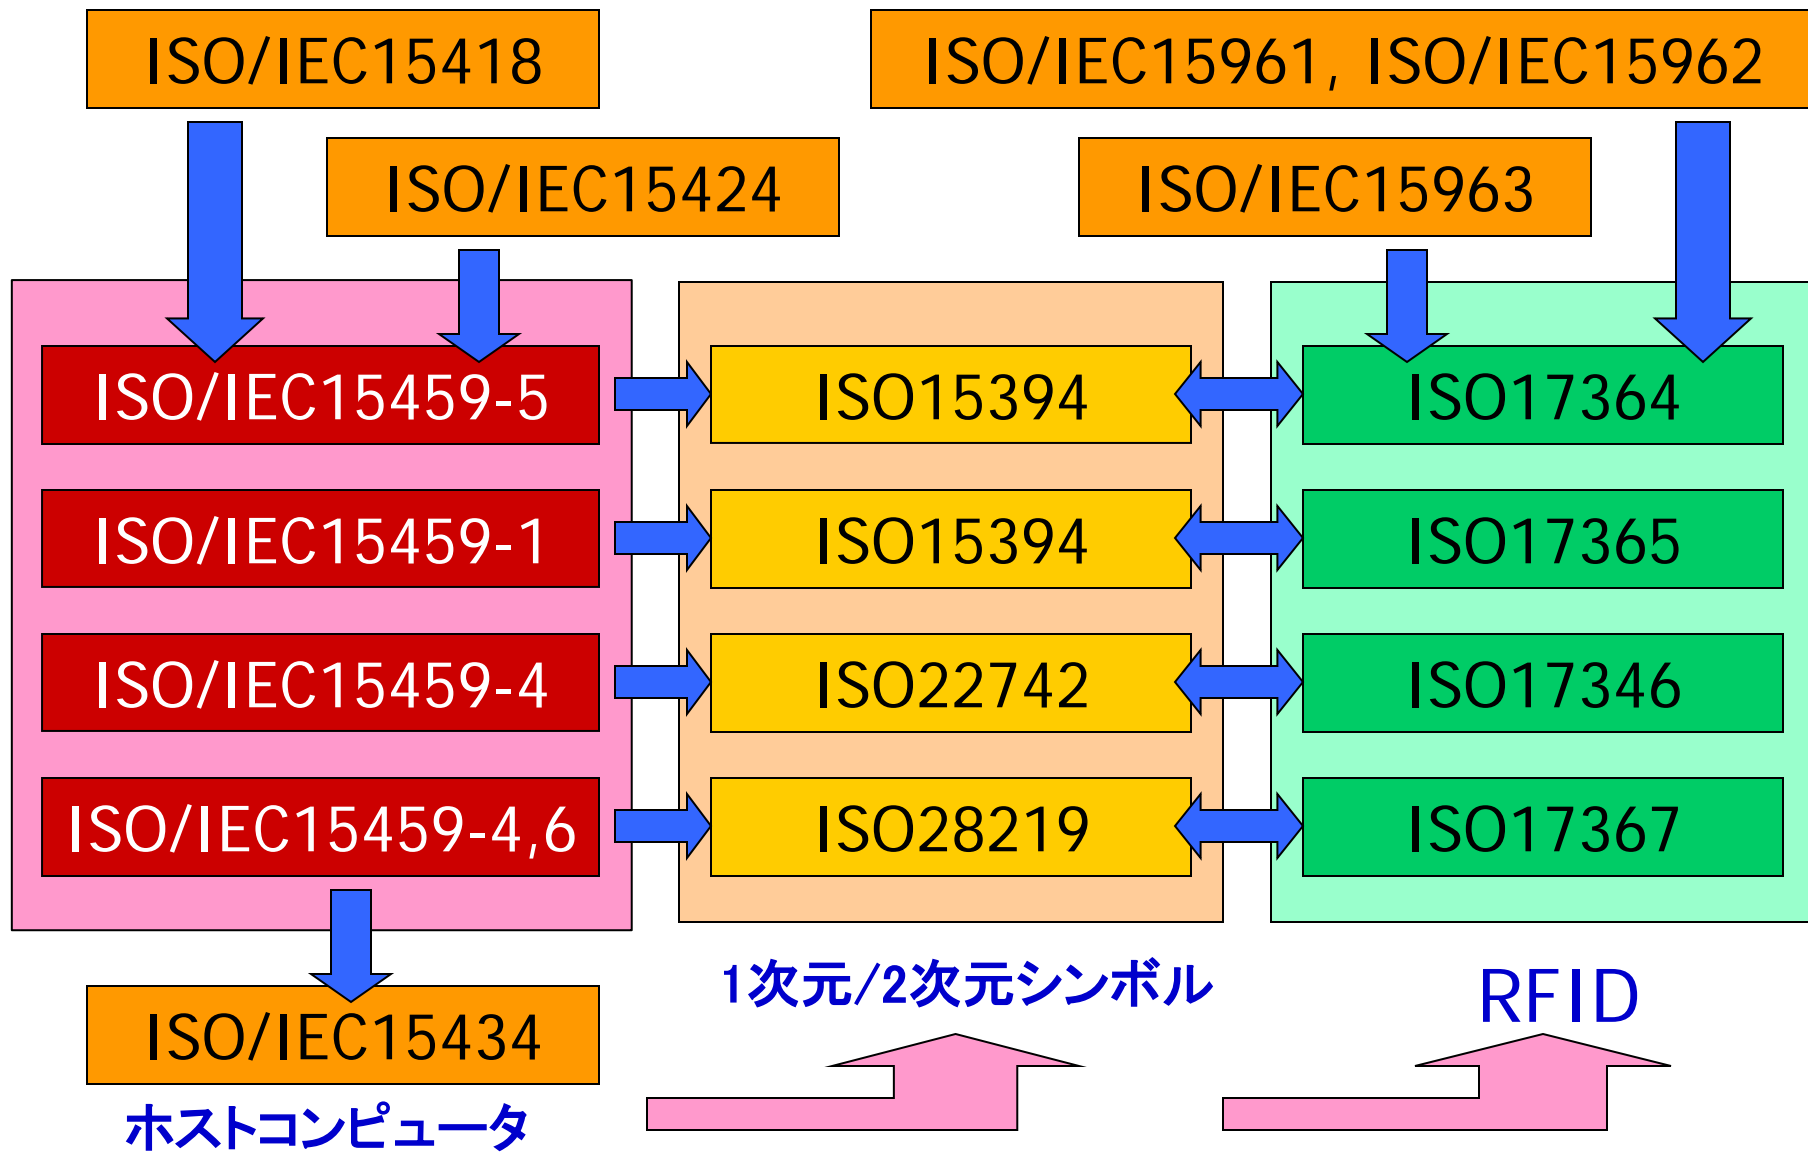 ISO/IEC15418
ISO/IEC15961, ISO/IEC15962
ISO/IEC15424
ISO/IEC15963
ISO/IEC15459-5
ISO15394
ISO17364
ISO/IEC15459-1
ISO15394
ISO17365
ISO/IEC15459-4
ISO22742
ISO17346
ISO/IEC15459-4,6
ISO28219
ISO17367
1次元/2次元シンボル
RFID
ISO/IEC15434
ホストコンピュータ